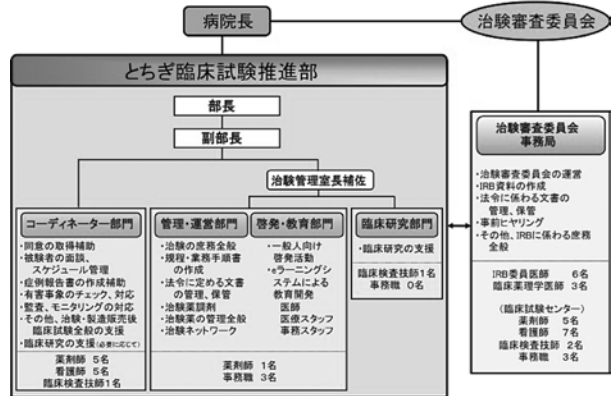 病院長
治験審査委員会
とちぎ臨床試験推進部
部長
副部長
治験管理室長補佐
コーディネーター部門
・同意の取得補助
・被験者の面談、
スケジュール管理
・症例報告書の作成補助
・有害事象のチェック、対応
・監査、モニタリングの対応
・その他、治験・製造販売後
臨床試験全般の支援
・臨床研究の支援(必要に応じて)
薬剤師 5名
看護師 5名
臨床検査技師1名
管理・運営部門
・治験の庶務全般
・規程・業務手順書
の作成
・法令に定める文書
の管理、保管
・治験薬調剤
・治験薬の管理全般
・治験ネットワーク
啓発・教育部門
・一般人向け
啓発活動
・eラーニングシ
ステムによる
教育開発
医師
医療スタッフ
事務スタッフ
薬剤師 1名
事務職 3名
臨床研究部門
・臨床研究の支援
臨床検査技師1名
事務職 0名
治験審査委員会
事務局
・治験審査委員会の運営
・IRB資料の作成
・法令に係わる文書の
管理、保管
・事前ヒヤリング
・その他、IRBに係わる庶務
全般
IRB委員医師 6名
臨床薬理学医師 3名
(臨床試験センター)
薬剤師 5名
看護師 7名
臨床検査技師 2名
事務職 3名